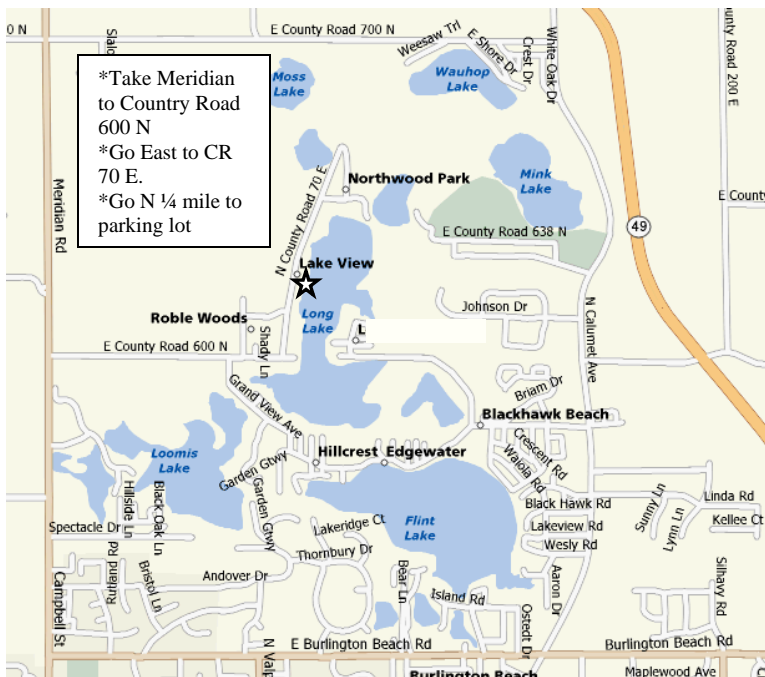 00 N
E County Road 700 N
Slalo
*Take Meridian
to Country Road
600 N
*Go East to CR
70 E.
*Go N ¼ mile to
parking lot
Moss
Lake
Weesaw Trl
E Shore Dr
Crest Dr
White Oak Dr
Wauhop
Lake
County Road 200 E
Meridian Rd
N County Road 70 E
Northwood Park
Mink
Lake
E County
E County Road 638 N
49
Lake View
Long
Lake
Roble Woods
Shady Ln
L
Johnson Dr
N Calumet Ave
E County Road 600 N
Grand View Ave
Briam Dr
Blackhawk Beach
Crescent Rd
Loomis
Lake
Garden Gtwy
Hillcrest
Edgewater
Waiola Rd
Hillside Ln
Black Oak Ln
Garden Gtwy
Black Hawk Rd
Sunny Ln
Linda Rd
Lynn Ln
Kellee Ct
Spectacle Dr
Lakeridge Ct
Flint
Lake
Lakeview Rd
Wesly Rd
Thornbury Dr
Campbell St
Rutland Rd
Bristol Ln
Andover Dr
Bear Ln
Island Rd
Aaron Dr
Ostedt Dr
Silhavy Rd
N Valp
E Burlington Beach Rd
Burlington Beach Rd
Burlington Beach
Maplewood Ave